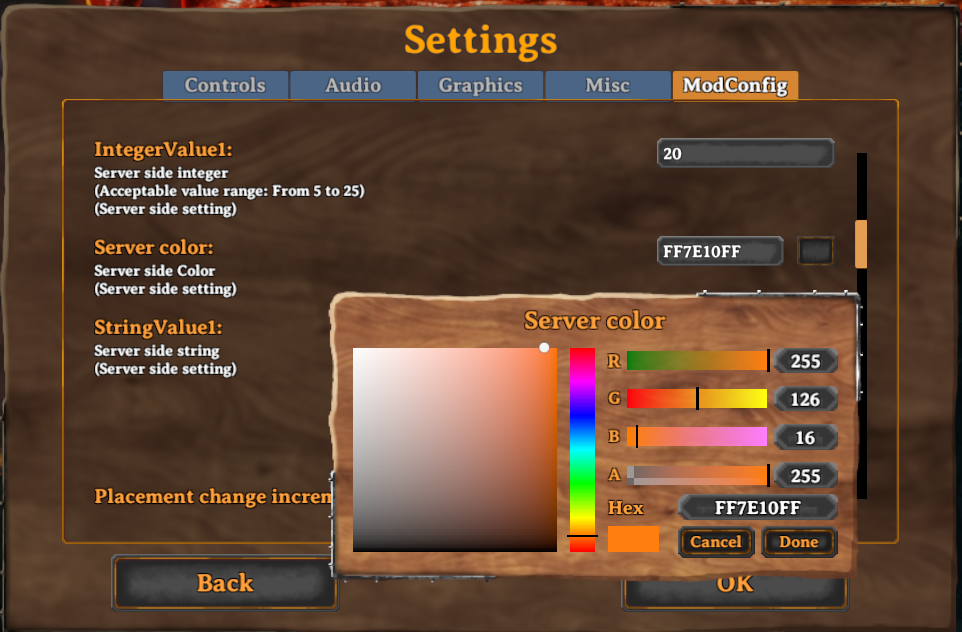 Settings
Controls Audio Graphics Misc ModConfig
IntegerValue1:
20
Server side integer
(Acceptable value range: From 5 to 25)
(Server side setting)
Server color:
FF7E10FF
Server side Color
(Server side setting)
StringValue1:
Server side string
(Server side setting)
Server color
R 255
G 126
B 16
A 255
Hex FF7E10FF
Cancel Done
Placement change increm
Back OK